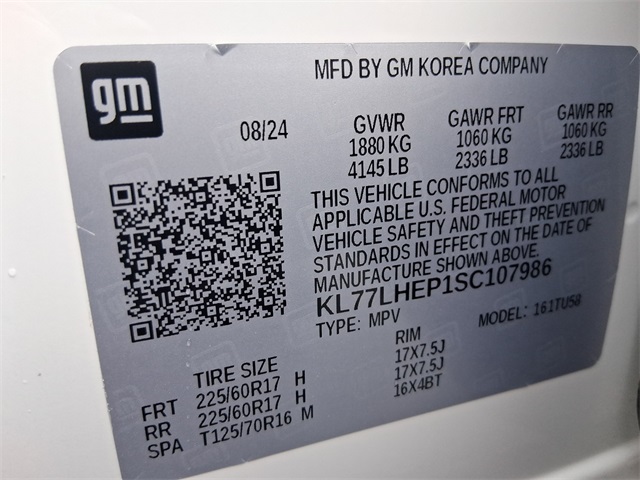 gm
MFD BY GM KOREA COMPANY
08/24
GVWR GAWR FRT GAWR RR
1880 KG 1060 KG 1060 KG
4145 LB 2336 LB 2336 LB
THIS VEHICLE CONFORMS TO ALL
APPLICABLE U.S. FEDERAL MOTOR
VEHICLE SAFETY AND THEFT PREVENTION
STANDARDS IN EFFECT ON THE DATE OF
MANUFACTURE SHOWN ABOVE.
KL77LHEP1SC107986
TYPE: MPV MODEL: 161TU58
TIRE SIZE RIM
FRT 225/60R17 H 17X7.5J
RR 225/60R17 H 17X7.5J
SPA T125/70R16 M 16X4BT